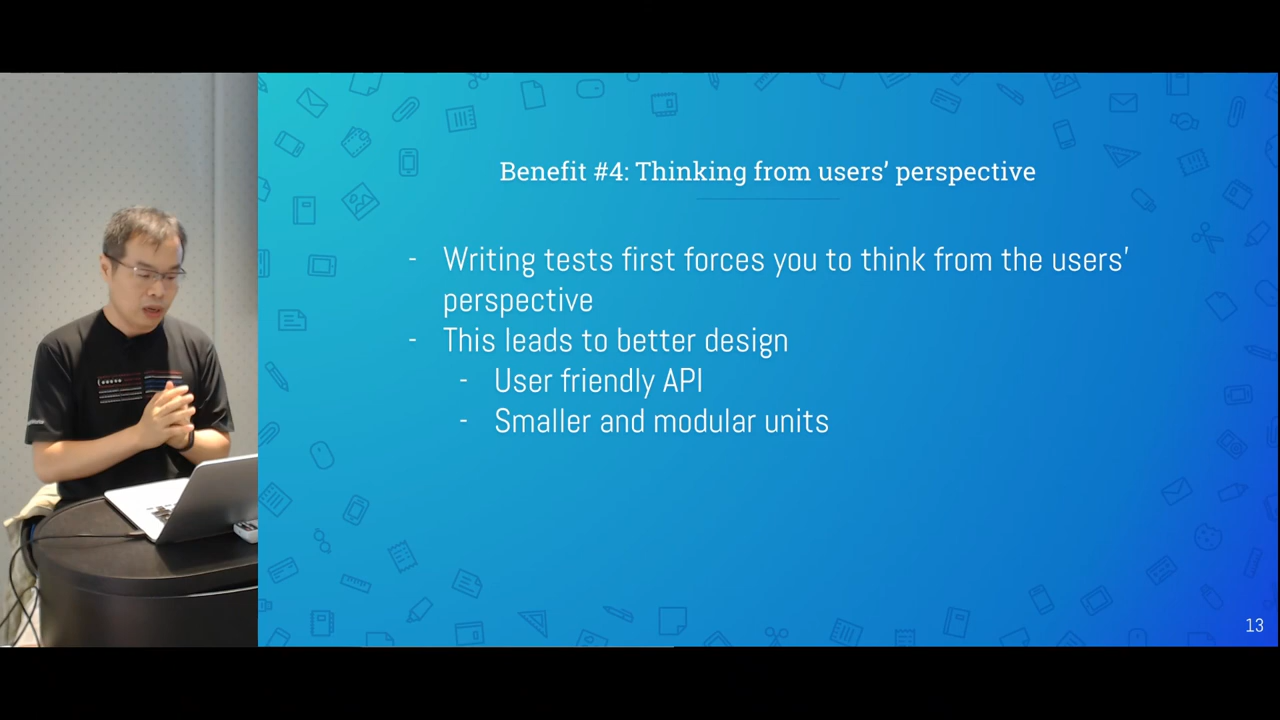 Benefit #4: Thinking from users’ perspective
- Writing tests first forces you to think from the users’
perspective
- This leads to better design
- User friendly API
- Smaller and modular units
13